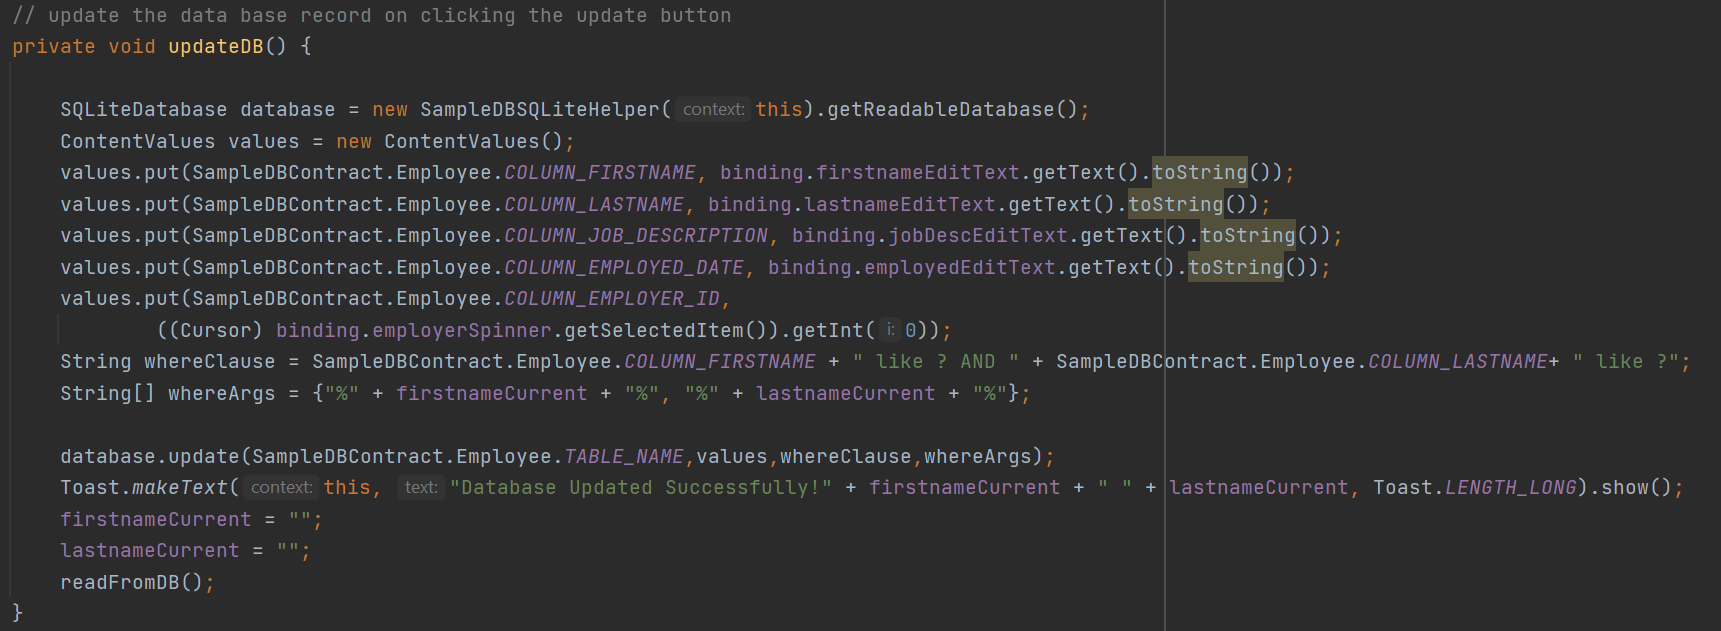 // update the data base record on clicking the update button
private void updateDB() {
SQLiteDatabase database = new SampleDBSQLiteHelper( context: this).getReadableDatabase();
ContentValues values = new ContentValues();
values.put(SampleDBContract.Employee.COLUMN_FIRSTNAME, binding.firstnameEditText.getText().toString());
values.put(SampleDBContract.Employee.COLUMN_LASTNAME, binding.lastnameEditText.getText().toString());
values.put(SampleDBContract.Employee.COLUMN_JOB_DESCRIPTION, binding.jobDescEditText.getText().toString());
values.put(SampleDBContract.Employee.COLUMN_EMPLOYED_DATE, binding.employedEditText.getText().toString());
values.put(SampleDBContract.Employee.COLUMN_EMPLOYER_ID,
((Cursor) binding.employerSpinner.getSelectedItem()).getInt( i: 0));
String whereClause = SampleDBContract.Employee.COLUMN_FIRSTNAME + " like ? AND " + SampleDBContract.Employee.COLUMN_LASTNAME+ " like ?";
String[] whereArgs = {"%" + firstnameCurrent + "%", "%" + lastnameCurrent + "%"};
database.update(SampleDBContract.Employee.TABLE_NAME,values,whereClause,whereArgs);
Toast.makeText( context: this, text: "Database Updated Successfully!" + firstnameCurrent + " " + lastnameCurrent, Toast.LENGTH_LONG).show();
firstnameCurrent = "";
lastnameCurrent = "";
readFromDB();
}